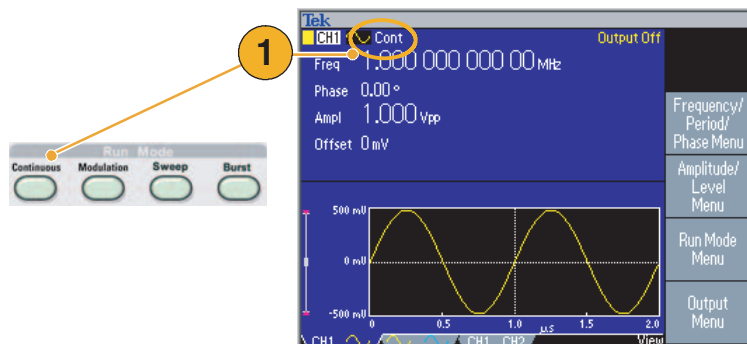 Tek
CH1 Cont Output Off
1
Freq 1.000 000 000 00 MHz
Phase 0.00 °
Ampl 1.000 Vpp
Offset 0 mV
Frequency/
Period/
Phase Menu
Amplitude/
Level
Menu
Run Mode
Menu
Output
Menu
Run Mode
Continuous Modulation Sweep Burst
500 mV
0 mV
-500 mV
0 0.5 1.0 1.5 2.0
μs
CH1 CH1 CH2 View